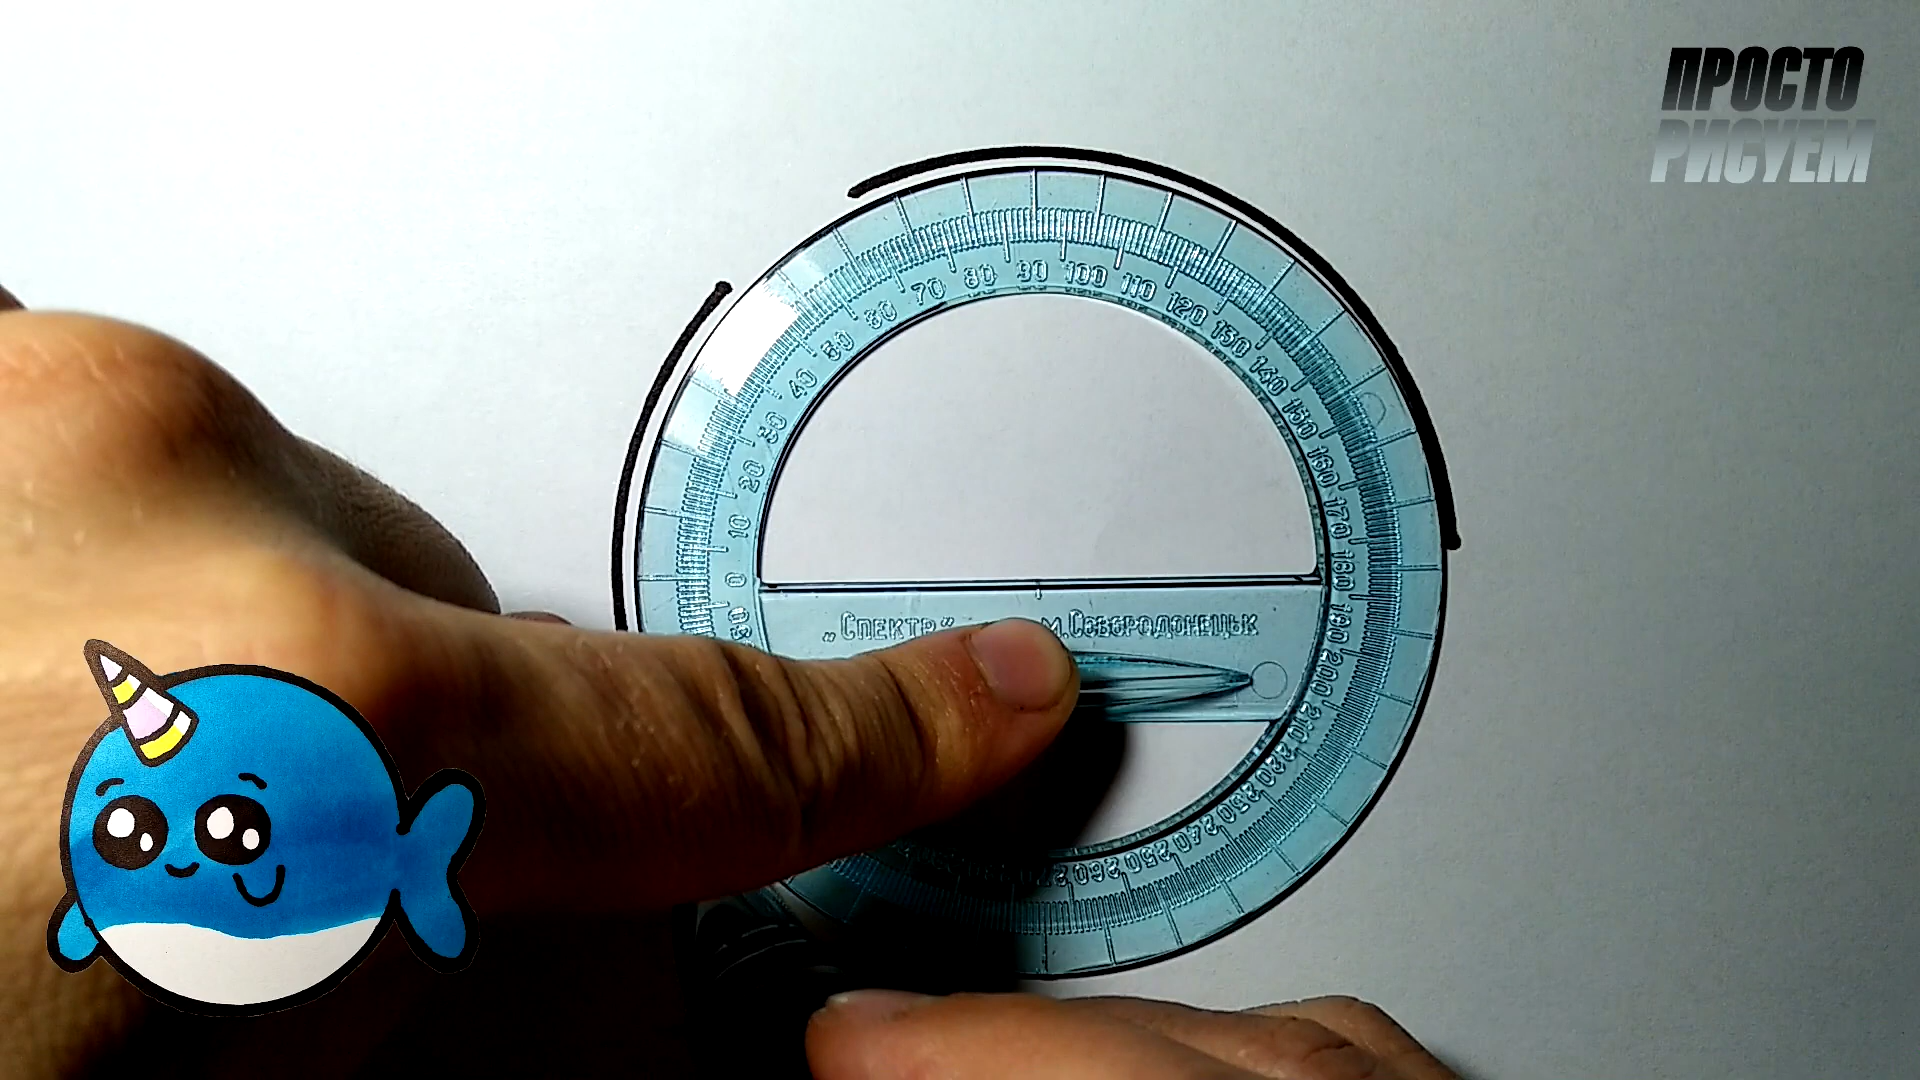 ПРОСТО
РИСУЕМ
80 90 100 110 120 130 140 150 160 170 180 190 200 210 220 230 240 250 260 270
70 60 50 40 30 20 10 0
„Спектр“ м.Сєвєродонецьк